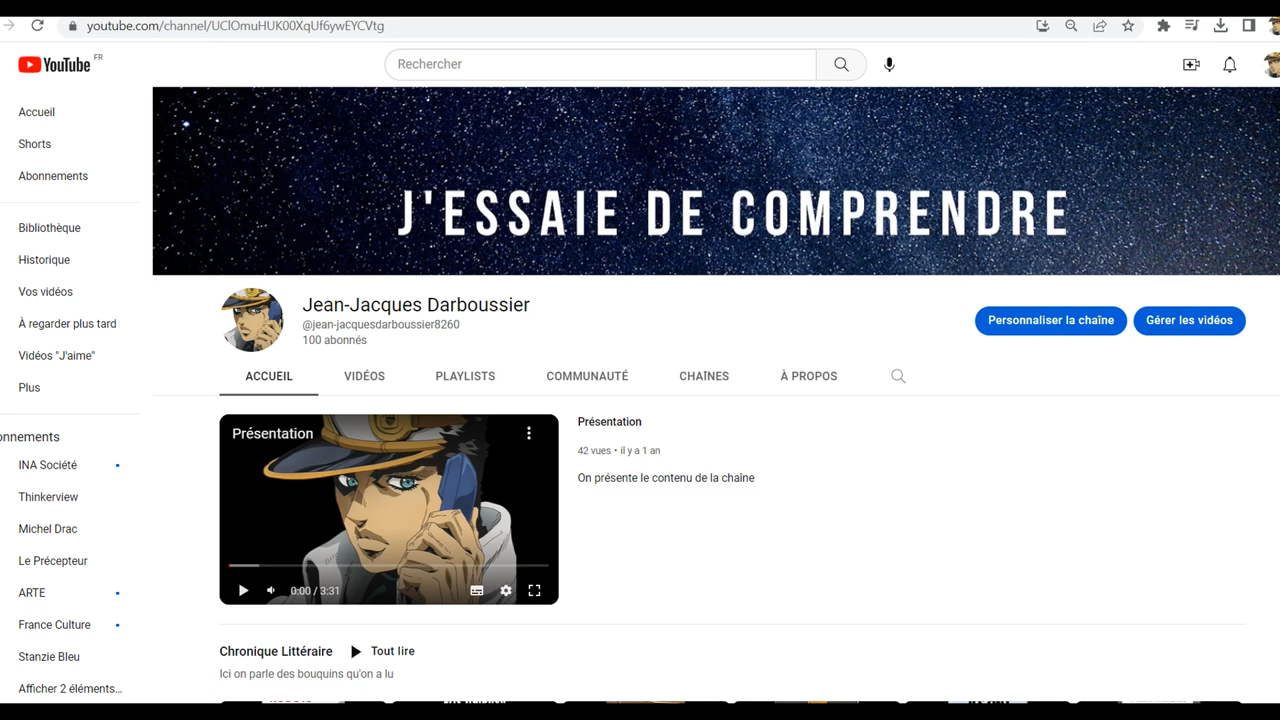 youtube.com/channel/UClOmuHUK00XqUf6ywEYCVtg
YouTube FR
Rechercher
Accueil
Shorts
Abonnements
Bibliothèque
Historique
Vos vidéos
À regarder plus tard
Vidéos "J'aime"
Plus
onnements
INA Société
Thinkerview
Michel Drac
Le Précepteur
ARTE
France Culture
Stanzie Bleu
Afficher 2 éléments...
J'ESSAIE DE COMPRENDRE
Jean-Jacques Darboussier
@jean-jacquesdarboussier8260
100 abonnés
Personnaliser la chaîne
Gérer les vidéos
ACCUEIL VIDÉOS PLAYLISTS COMMUNAUTÉ CHAÎNES À PROPOS
Présentation
0:00 / 3:31
Présentation
42 vues • il y a 1 an
On présente le contenu de la chaîne
Chronique Littéraire Tout lire
Ici on parle des bouquins qu'on a lu